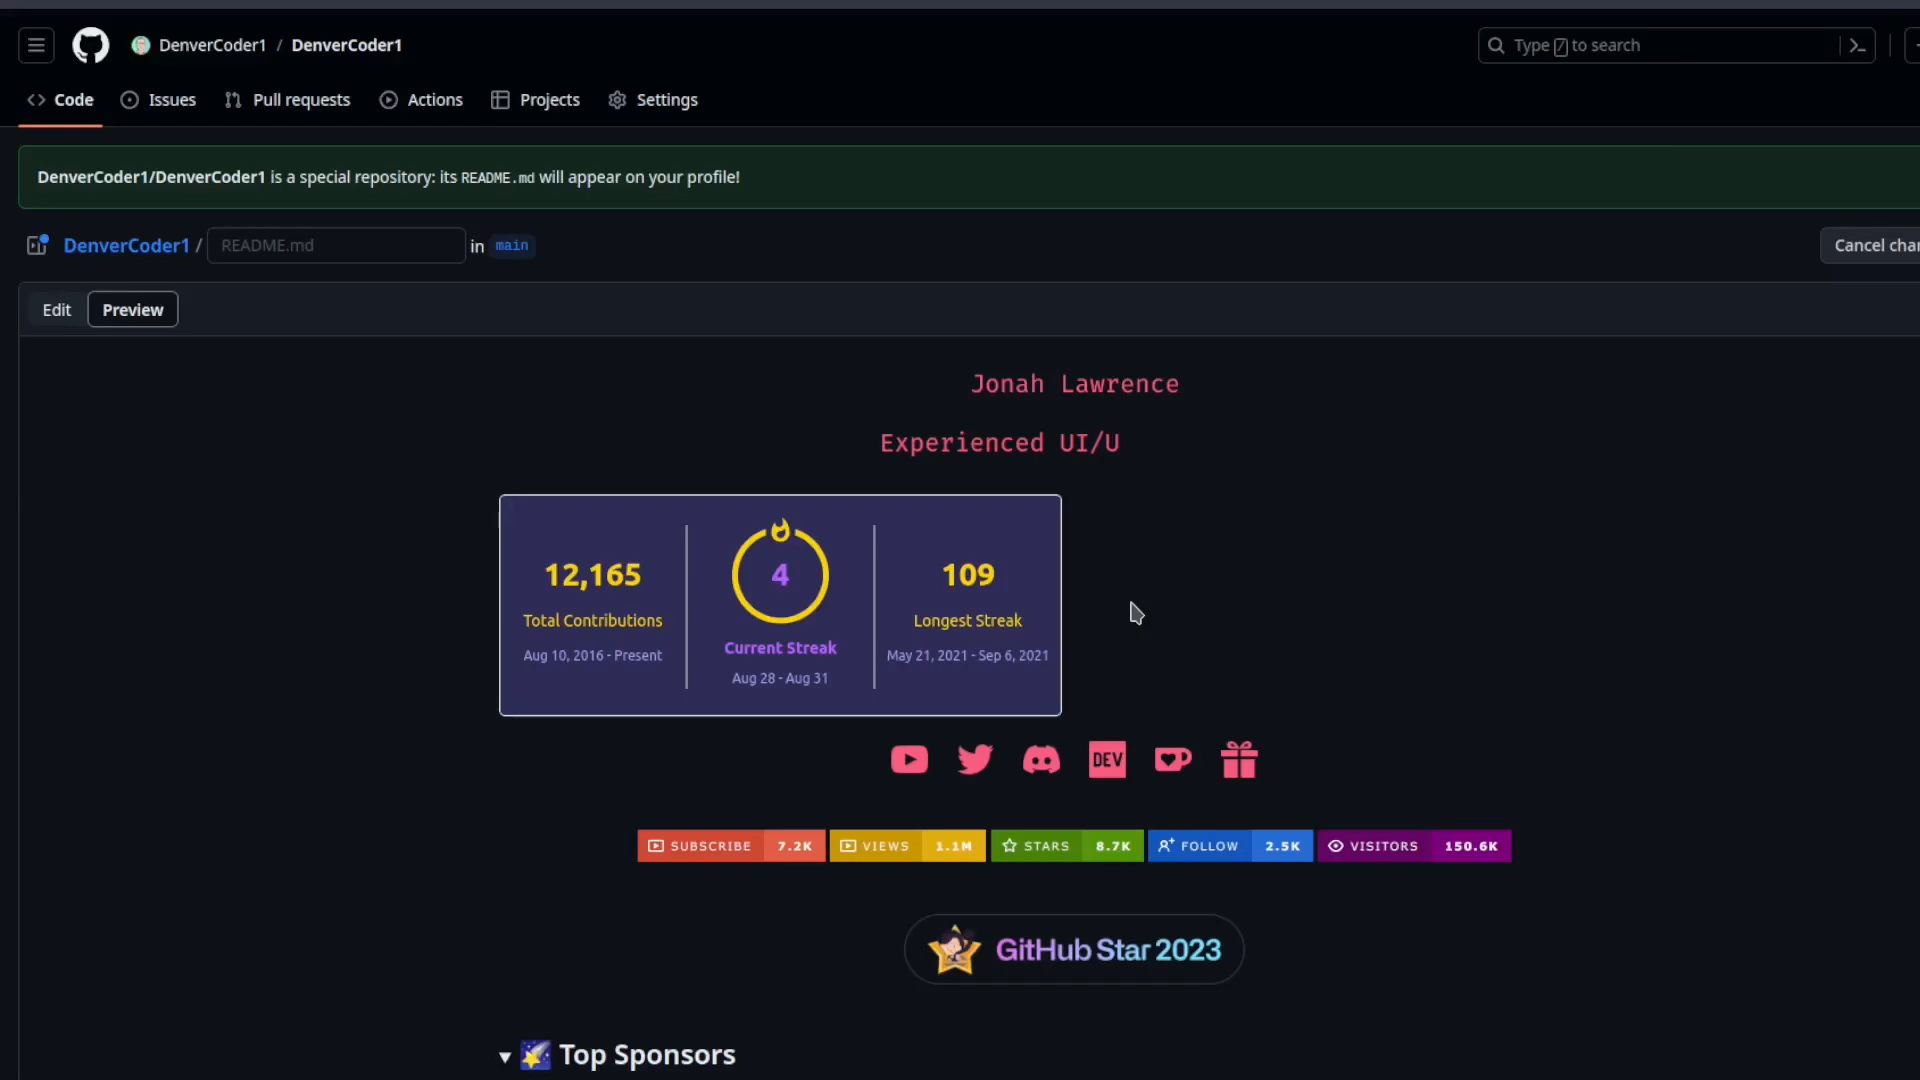 DenverCoder1 / DenverCoder1
Type / to search
Code Issues Pull requests Actions Projects Settings
DenverCoder1/DenverCoder1 is a special repository: its README.md will appear on your profile!
DenverCoder1 / README.md in main
Cancel
Edit Preview
Jonah Lawrence
Experienced UI/U
12,165
Total Contributions
Aug 10, 2016 - Present
4
Current Streak
Aug 28 - Aug 31
109
Longest Streak
May 21, 2021 - Sep 6, 2021
DEV
SUBSCRIBE 7.2K VIEWS 1.1M STARS 8.7K FOLLOW 2.5K VISITORS 150.6K
GitHub Star 2023
Top Sponsors